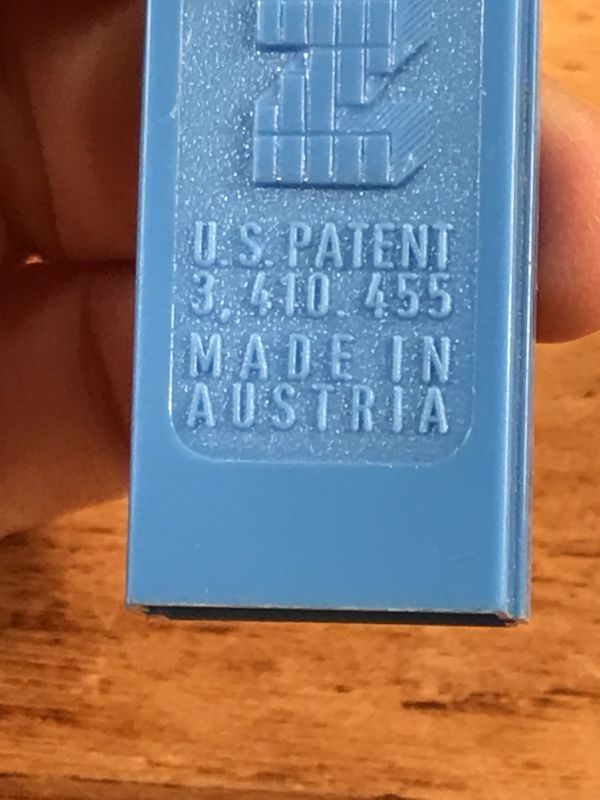 Z
U.S. PATENT
3,410.455
MADE IN
AUSTRIA